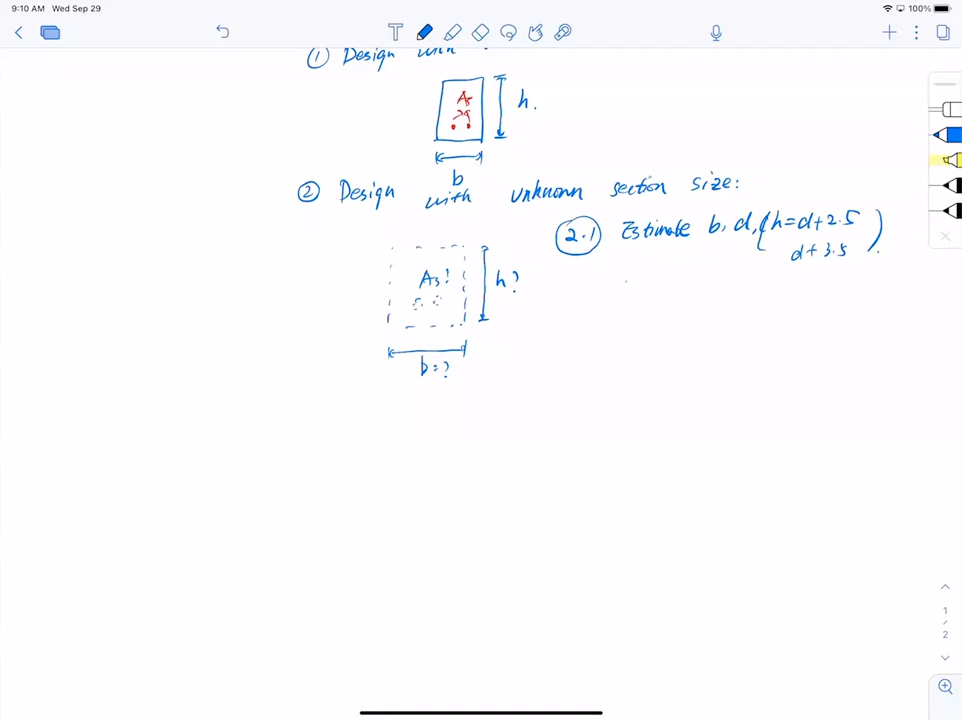 9:10 AM Wed Sep 29
100%
① Design with
As
h.
b
② Design with unknown section size:
2.1 Estimate b, d, (h=d+2.5
d+3.5)
As?
h?
b=?
1
/
2